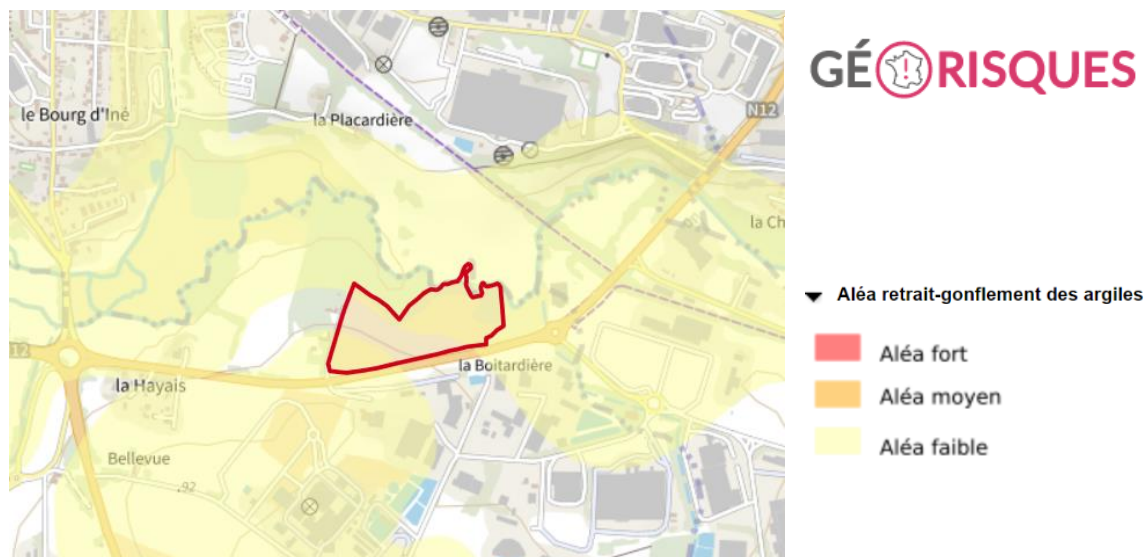 le Bourg d'Iné
la Placardière
N12
la Ch
12
la Hayais
la Boitardière
Bellevue
92
GÉORISQUES
Aléa retrait-gonflement des argiles
Aléa fort
Aléa moyen
Aléa faible